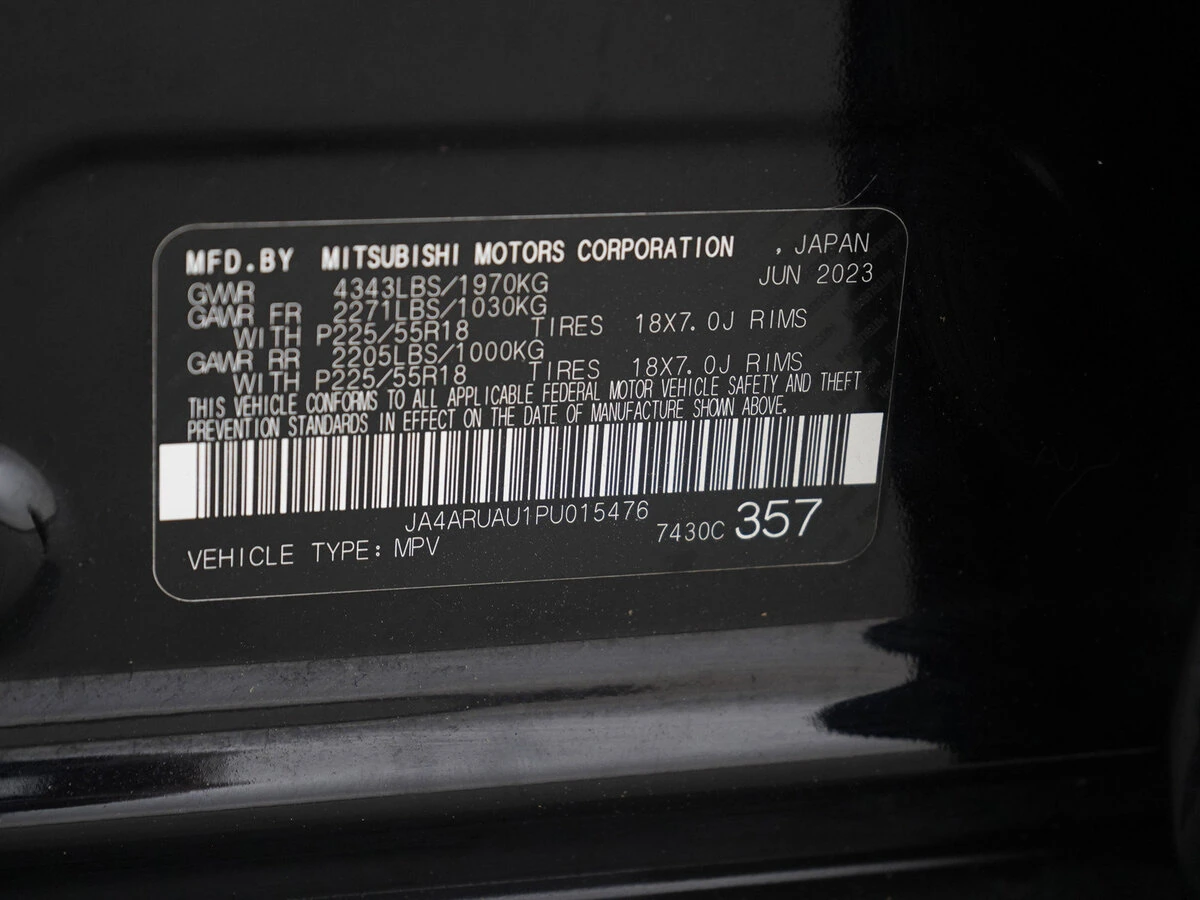 MFD.BY MITSUBISHI MOTORS CORPORATION , JAPAN
JUN 2023
GVWR 4343LBS/1970KG
GAWR FR 2271LBS/1030KG
WITH P225/55R18 TIRES 18X7.0J RIMS
GAWR RR 2205LBS/1000KG
WITH P225/55R18 TIRES 18X7.0J RIMS
THIS VEHICLE CONFORMS TO ALL APPLICABLE FEDERAL MOTOR VEHICLE SAFETY AND THEFT
PREVENTION STANDARDS IN EFFECT ON THE DATE OF MANUFACTURE SHOWN ABOVE.
JA4ARUAU1PU015476
VEHICLE TYPE: MPV 7430C 357